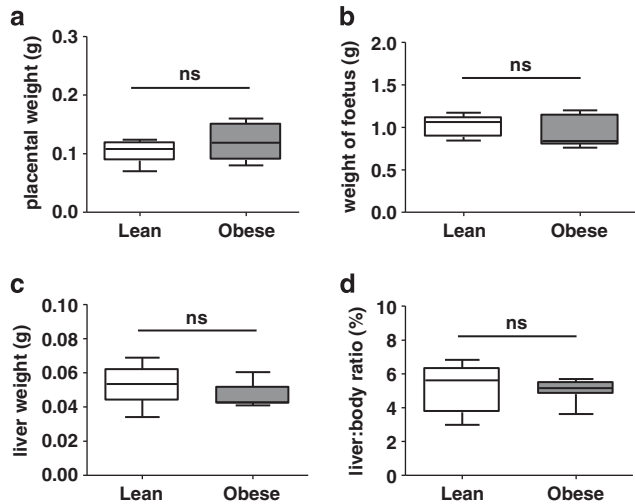 a
placental weight (g)
0.3
0.2
0.1
0.0
ns
Lean Obese
b
weight of foetus (g)
2.0
1.5
1.0
0.5
0.0
ns
Lean Obese
c
liver weight (g)
0.10
0.08
0.06
0.04
0.02
0.00
ns
Lean Obese
d
liver:body ratio (%)
10
8
6
4
2
0
ns
Lean Obese